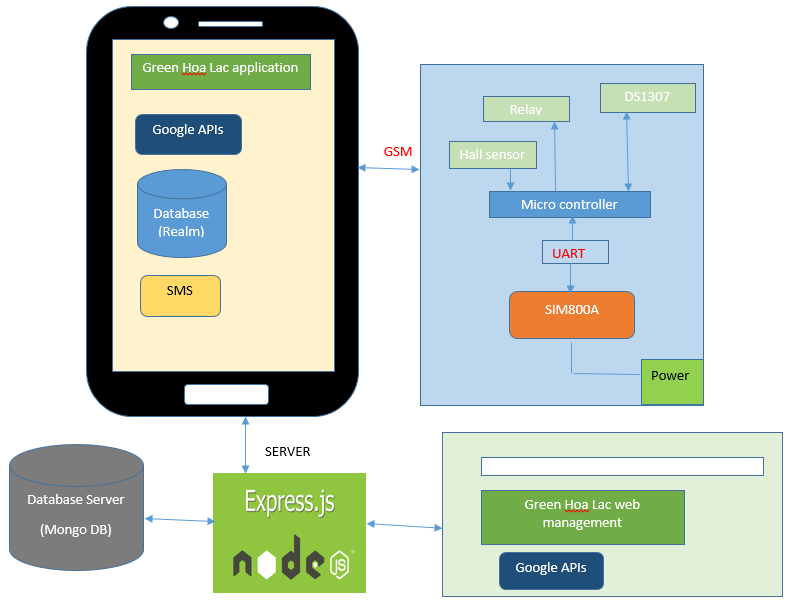 Green Hoa Lac application
Google APIs
Database
(Realm)
SMS
GSM
Relay
DS1307
Hall sensor
Micro controller
UART
SIM800A
Power
SERVER
Database Server
(Mongo DB)
Express.js
node
JS
Green Hoa Lac web
management
Google APIs